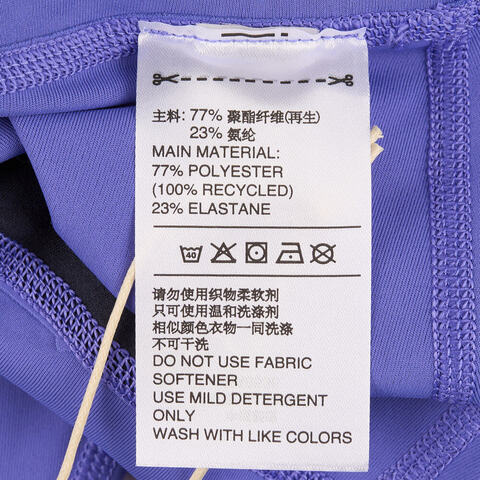 主料: 77% 聚酯纤维(再生)
23% 氨纶
MAIN MATERIAL:
77% POLYESTER
(100% RECYCLED)
23% ELASTANE
40
请勿使用织物柔软剂
只可使用温和洗涤剂
相似颜色衣物一同洗涤
不可干洗
DO NOT USE FABRIC
SOFTENER
USE MILD DETERGENT
ONLY
WASH WITH LIKE COLORS